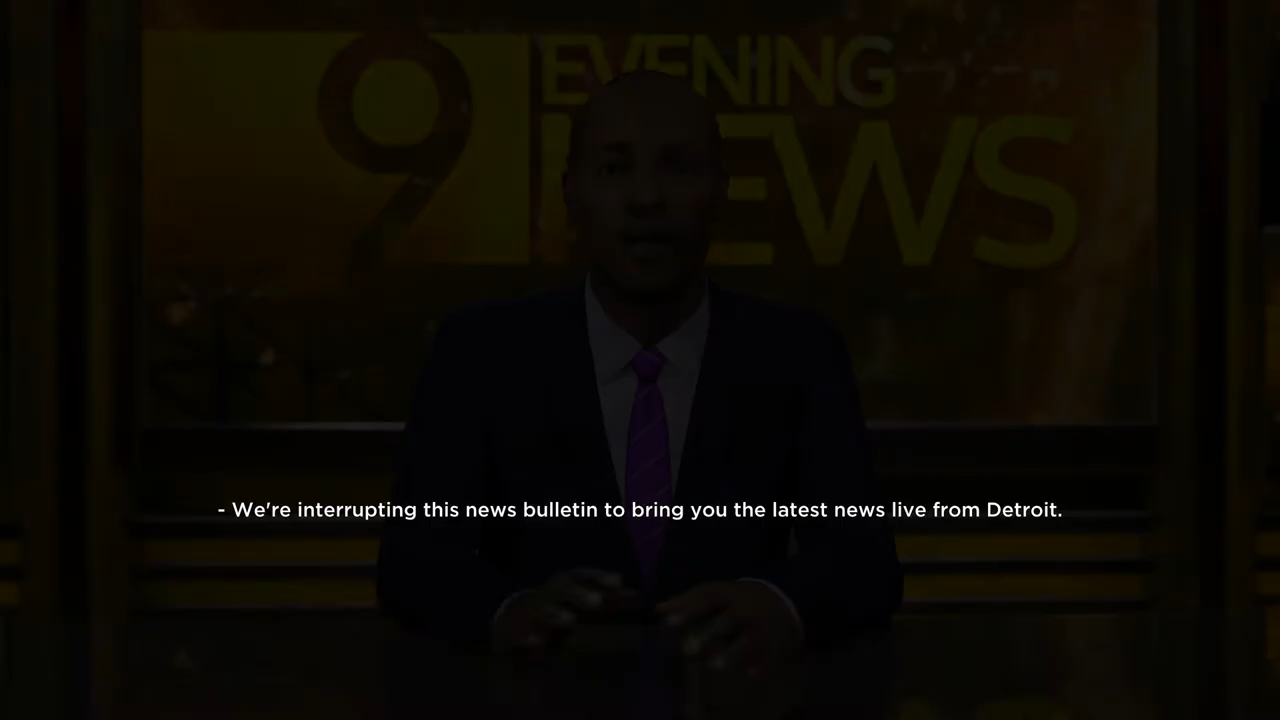 9
EVENING
NEWS
- We're interrupting this news bulletin to bring you the latest news live from Detroit.